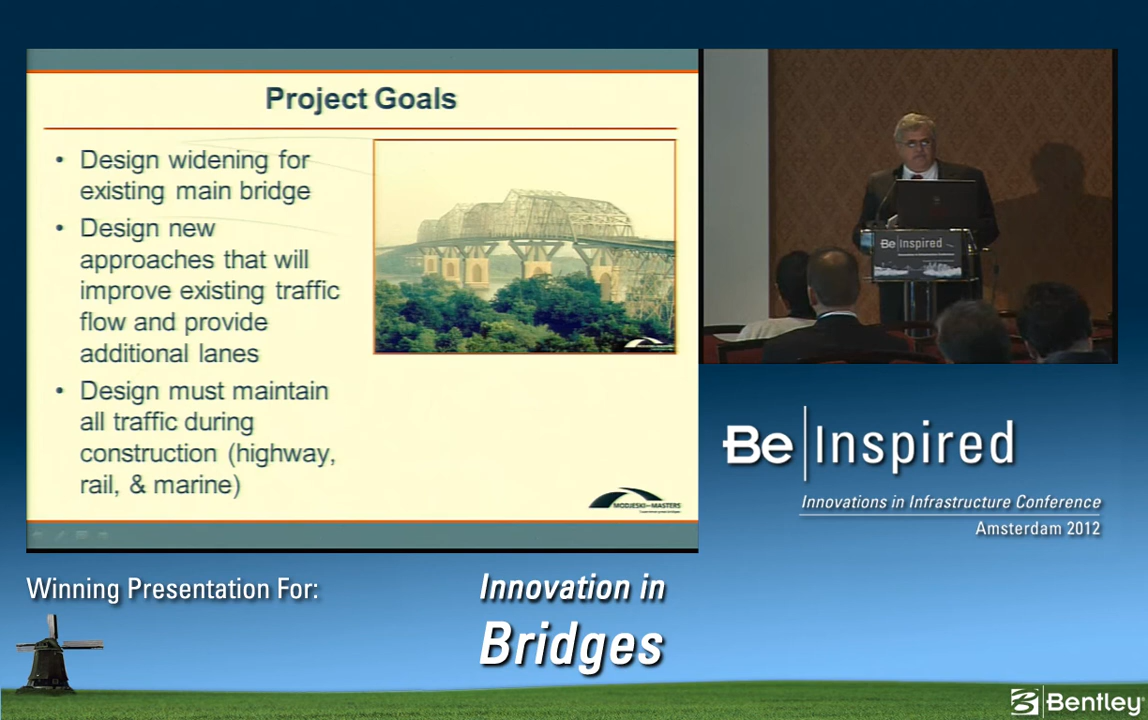 Project Goals
• Design widening for
existing main bridge
• Design new
approaches that will
improve existing traffic
flow and provide
additional lanes
• Design must maintain
all traffic during
construction (highway,
rail, & marine)
MODJESKI and MASTERS
Be Inspired
Be Inspired
Innovations in Infrastructure Conference
Amsterdam 2012
Winning Presentation For:
Innovation in
Bridges
Bentley